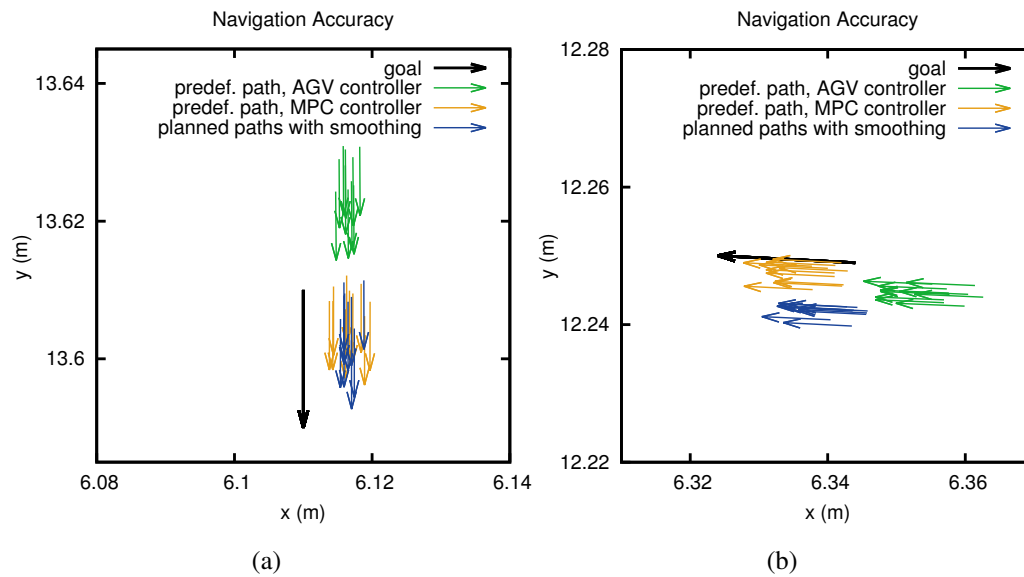 Navigation Accuracy
13.64
13.62
13.6
y (m)
goal
predef. path, AGV controller
predef. path, MPC controller
planned paths with smoothing
6.08
6.1
6.12
6.14
x (m)
(a)
Navigation Accuracy
12.28
12.26
12.24
12.22
y (m)
goal
predef. path, AGV controller
predef. path, MPC controller
planned paths with smoothing
6.32
6.34
6.36
x (m)
(b)